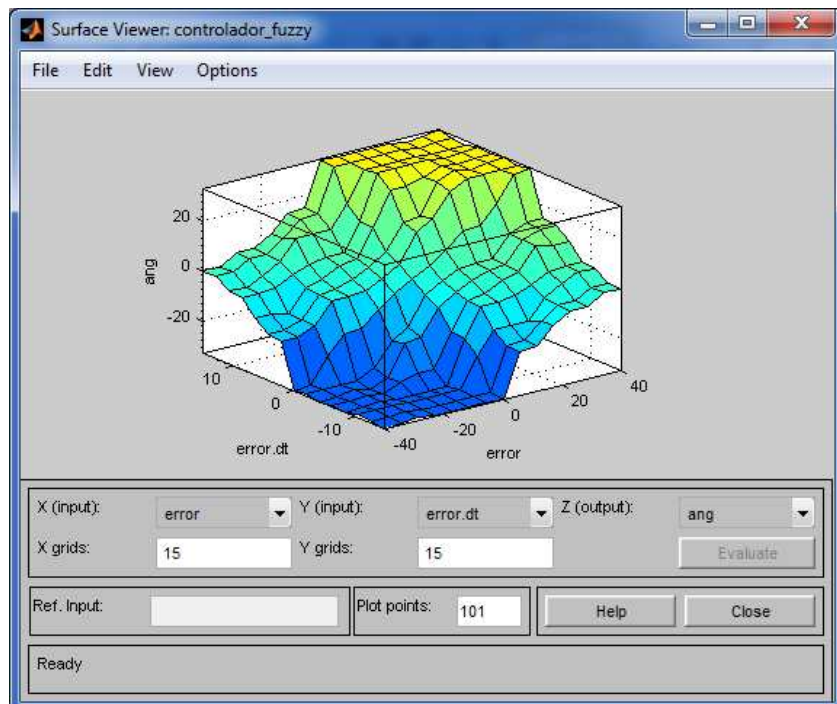 Surface Viewer: controlador_fuzzy
File Edit View Options
20
0
-20
ang
10
0
-10
error.dt
-40
-20
0
20
40
error
X (input): error Y (input): error.dt Z (output): ang
X grids: 15 Y grids: 15 Evaluate
Ref. Input: Plot points: 101 Help Close
Ready